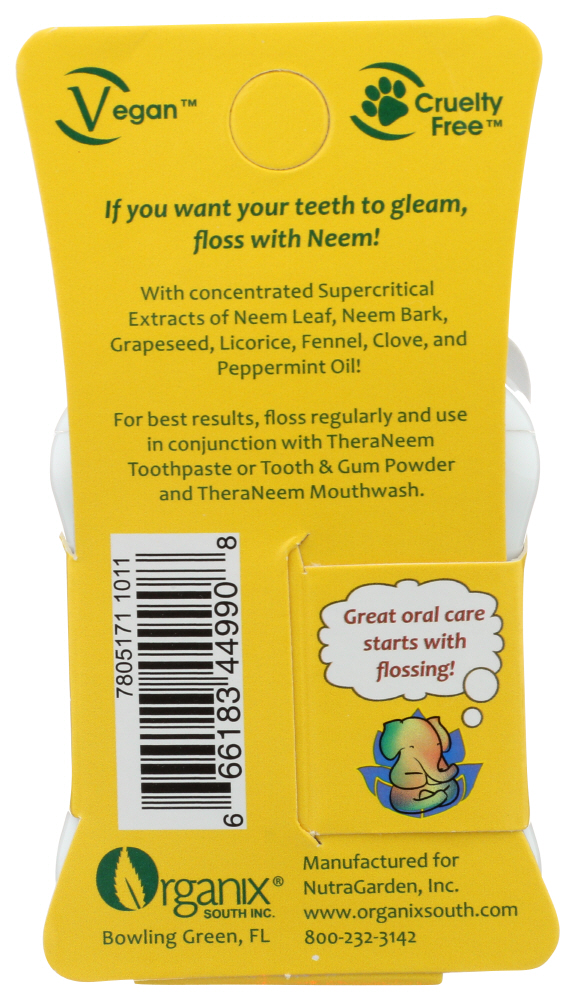 Vegan™
Cruelty
Free™
If you want your teeth to gleam,
floss with Neem!
With concentrated Supercritical
Extracts of Neem Leaf, Neem Bark,
Grapeseed, Licorice, Fennel, Clove, and
Peppermint Oil!
For best results, floss regularly and use
in conjunction with TheraNeem
Toothpaste or Tooth & Gum Powder
and TheraNeem Mouthwash.
7805171 1011
6 66183 44990 8
Great oral care
starts with
flossing!
Organix®
SOUTH INC.
Bowling Green, FL
Manufactured for
NutraGarden, Inc.
www.organixsouth.com
800-232-3142